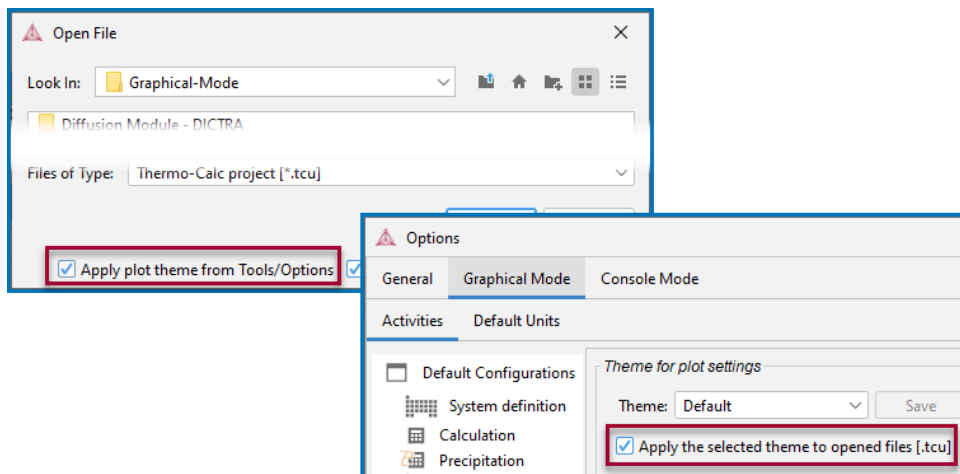 Open File
Look In: Graphical-Mode
Diffusion Module - DICTRA
Files of Type: Thermo-Calc project [*.tcu]
Apply plot theme from Tools/Options
Options
General Graphical Mode Console Mode
Activities Default Units
Default Configurations
System definition
Calculation
Precipitation
Theme for plot settings
Theme: Default Save
Apply the selected theme to opened files [.tcu]